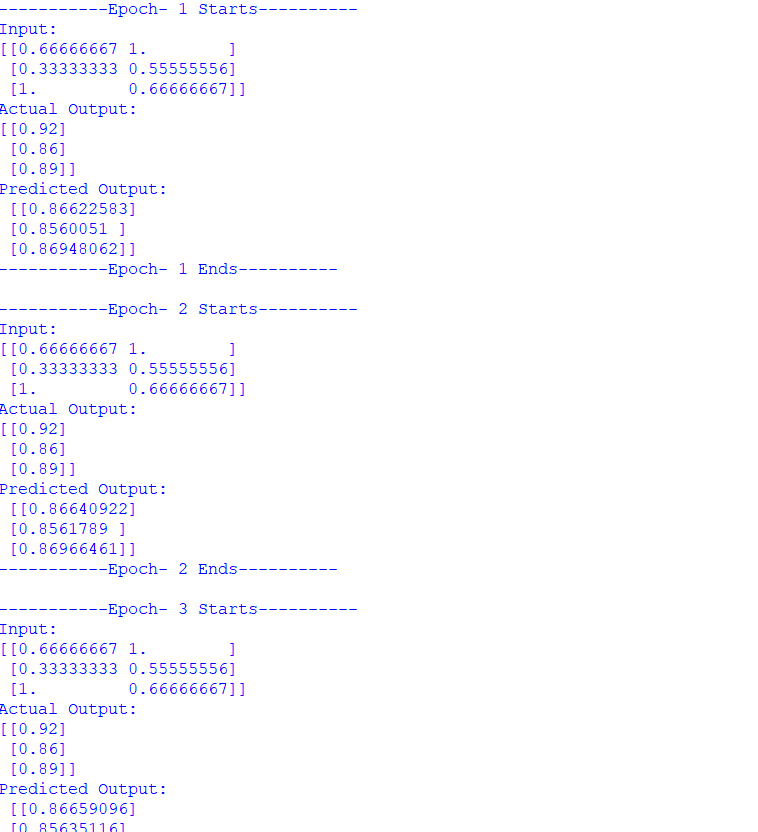 -----------Epoch- 1 Starts----------
Input:
[[0.66666667 1.        ]
 [0.33333333 0.55555556]
 [1.         0.66666667]]
Actual Output:
[[0.92]
 [0.86]
 [0.89]]
Predicted Output:
 [[0.86622583]
 [0.8560051 ]
 [0.86948062]]
-----------Epoch- 1 Ends----------

-----------Epoch- 2 Starts----------
Input:
[[0.66666667 1.        ]
 [0.33333333 0.55555556]
 [1.         0.66666667]]
Actual Output:
[[0.92]
 [0.86]
 [0.89]]
Predicted Output:
 [[0.86640922]
 [0.8561789 ]
 [0.86966461]]
-----------Epoch- 2 Ends----------

-----------Epoch- 3 Starts----------
Input:
[[0.66666667 1.        ]
 [0.33333333 0.55555556]
 [1.         0.66666667]]
Actual Output:
[[0.92]
 [0.86]
 [0.89]]
Predicted Output:
 [[0.86659096]
 [0.85635116]